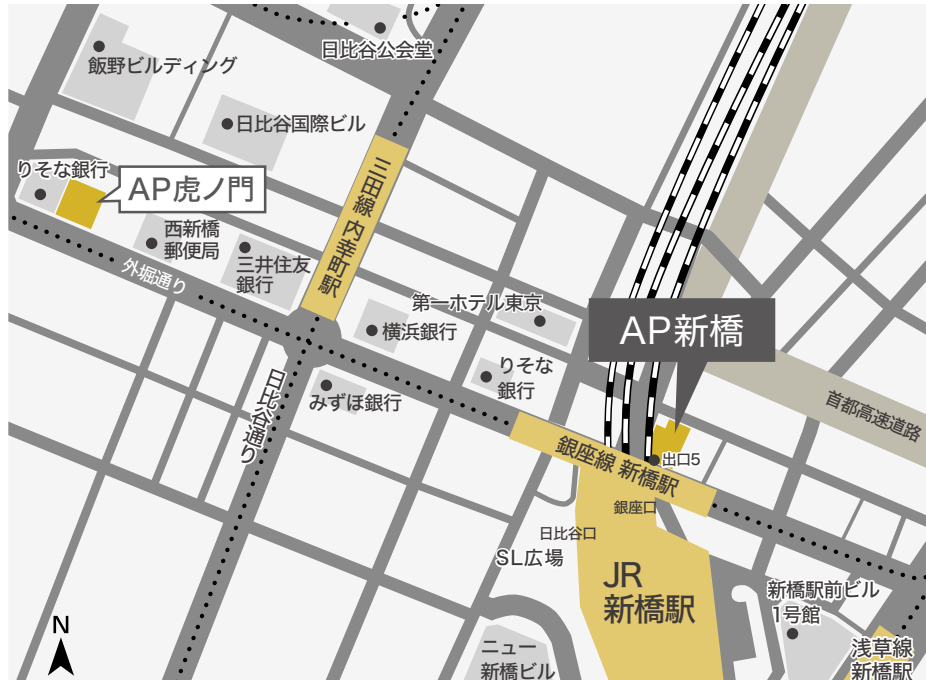 日比谷公会堂
飯野ビルディング
日比谷国際ビル
りそな銀行
AP虎ノ門
三田線 内幸町駅
西新橋
郵便局
三井住友
銀行
外堀通り
第一ホテル東京
横浜銀行
AP新橋
りそな
銀行
みずほ銀行
日比谷通り
首都高速道路
銀座線 新橋駅
出口5
銀座口
日比谷口
SL広場
JR
新橋駅
新橋駅前ビル
1号館
N
ニュー
新橋ビル
浅草線
新橋駅